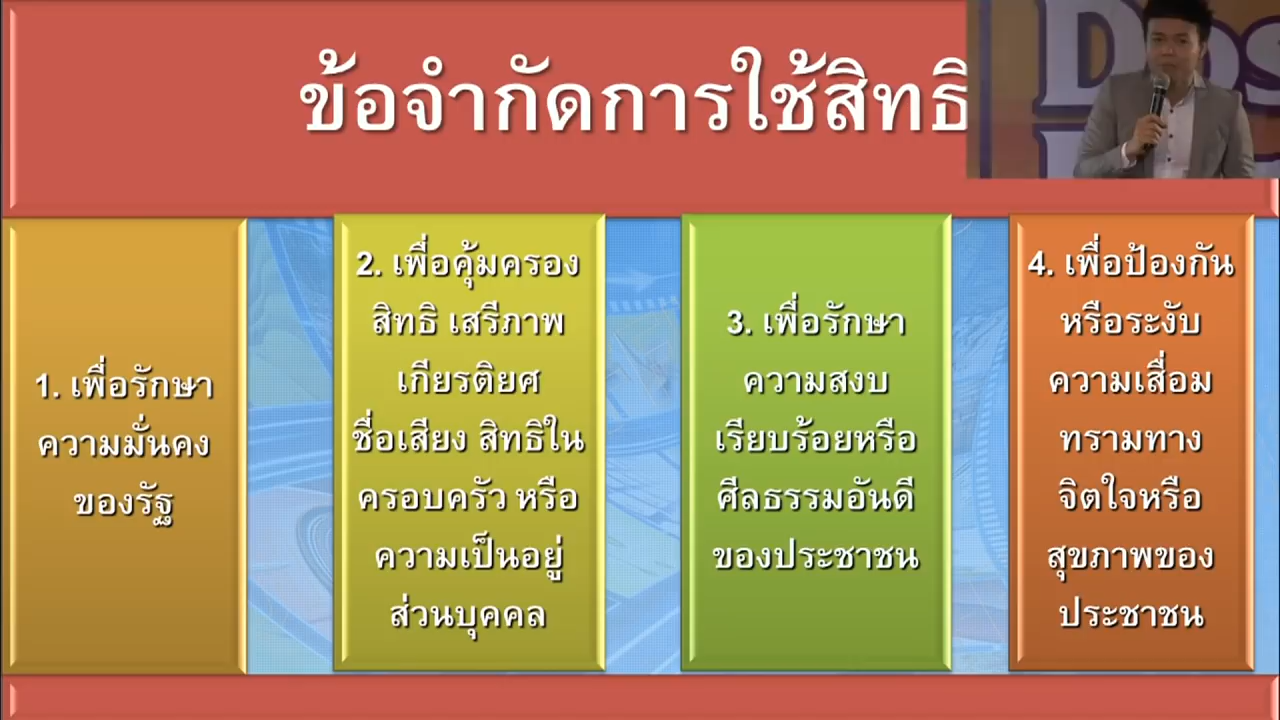 ข้อจำกัดการใช้สิทธิ
1. เพื่อรักษา
ความมั่นคง
ของรัฐ
2. เพื่อคุ้มครอง
สิทธิ เสรีภาพ
เกียรติยศ
ชื่อเสียง สิทธิใน
ครอบครัว หรือ
ความเป็นอยู่
ส่วนบุคคล
3. เพื่อรักษา
ความสงบ
เรียบร้อยหรือ
ศีลธรรมอันดี
ของประชาชน
4. เพื่อป้องกัน
หรือระงับ
ความเสื่อม
ทรามทาง
จิตใจหรือ
สุขภาพของ
ประชาชน